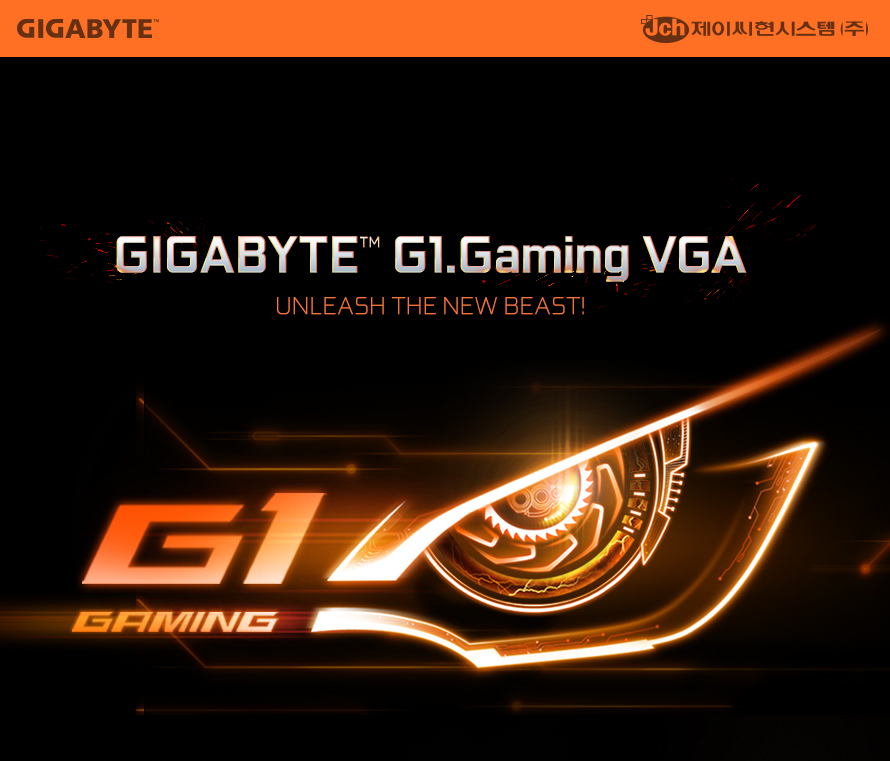 GIGABYTE™
Jch 제이씨현시스템(주)
GIGABYTE™ G1.Gaming VGA
UNLEASH THE NEW BEAST!
G1
GAMING